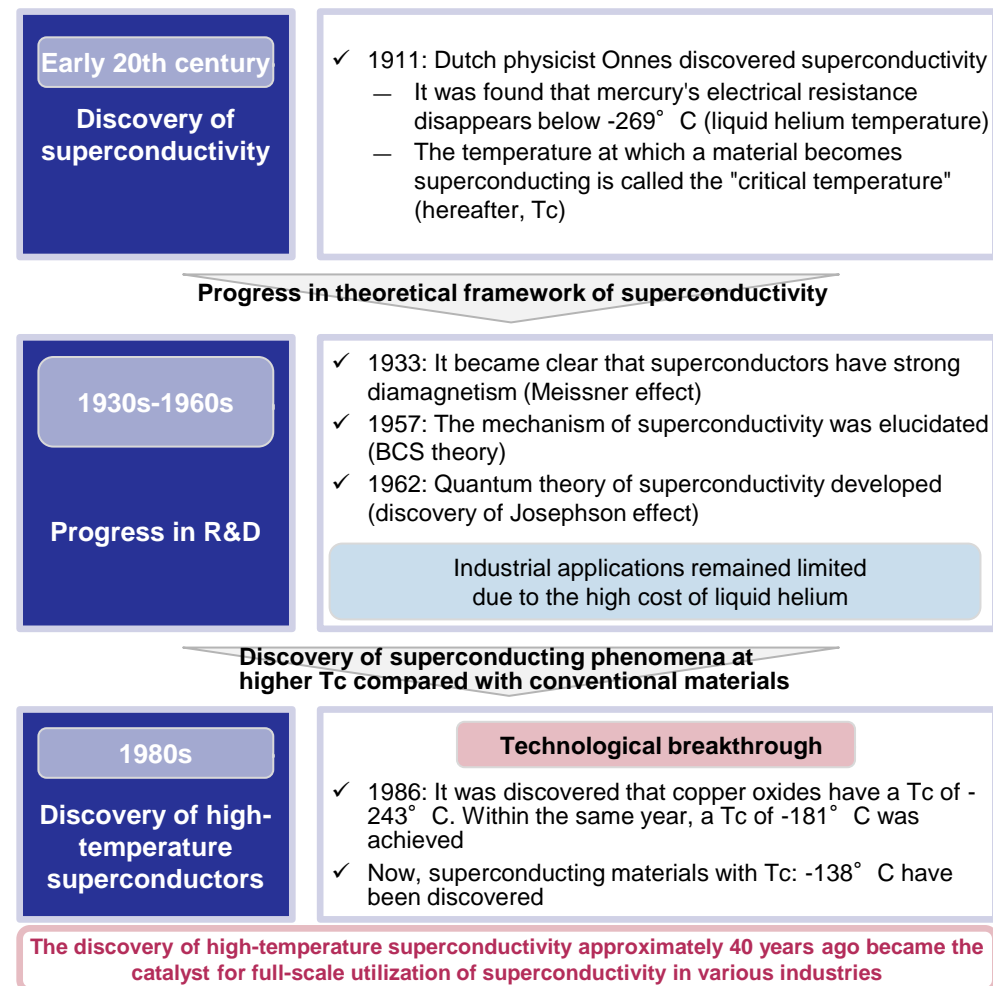 Early 20th century
Discovery of
superconductivity
✓ 1911: Dutch physicist Onnes discovered superconductivity
— It was found that mercury's electrical resistance
disappears below -269° C (liquid helium temperature)
— The temperature at which a material becomes
superconducting is called the "critical temperature"
(hereafter, Tc)
Progress in theoretical framework of superconductivity
1930s-1960s
Progress in R&D
✓ 1933: It became clear that superconductors have strong
diamagnetism (Meissner effect)
✓ 1957: The mechanism of superconductivity was elucidated
(BCS theory)
✓ 1962: Quantum theory of superconductivity developed
(discovery of Josephson effect)
Industrial applications remained limited
due to the high cost of liquid helium
Discovery of superconducting phenomena at
higher Tc compared with conventional materials
1980s
Discovery of high-
temperature
superconductors
Technological breakthrough
✓ 1986: It was discovered that copper oxides have a Tc of -
243° C. Within the same year, a Tc of -181° C was
achieved
✓ Now, superconducting materials with Tc: -138° C have
been discovered
The discovery of high-temperature superconductivity approximately 40 years ago became the
catalyst for full-scale utilization of superconductivity in various industries